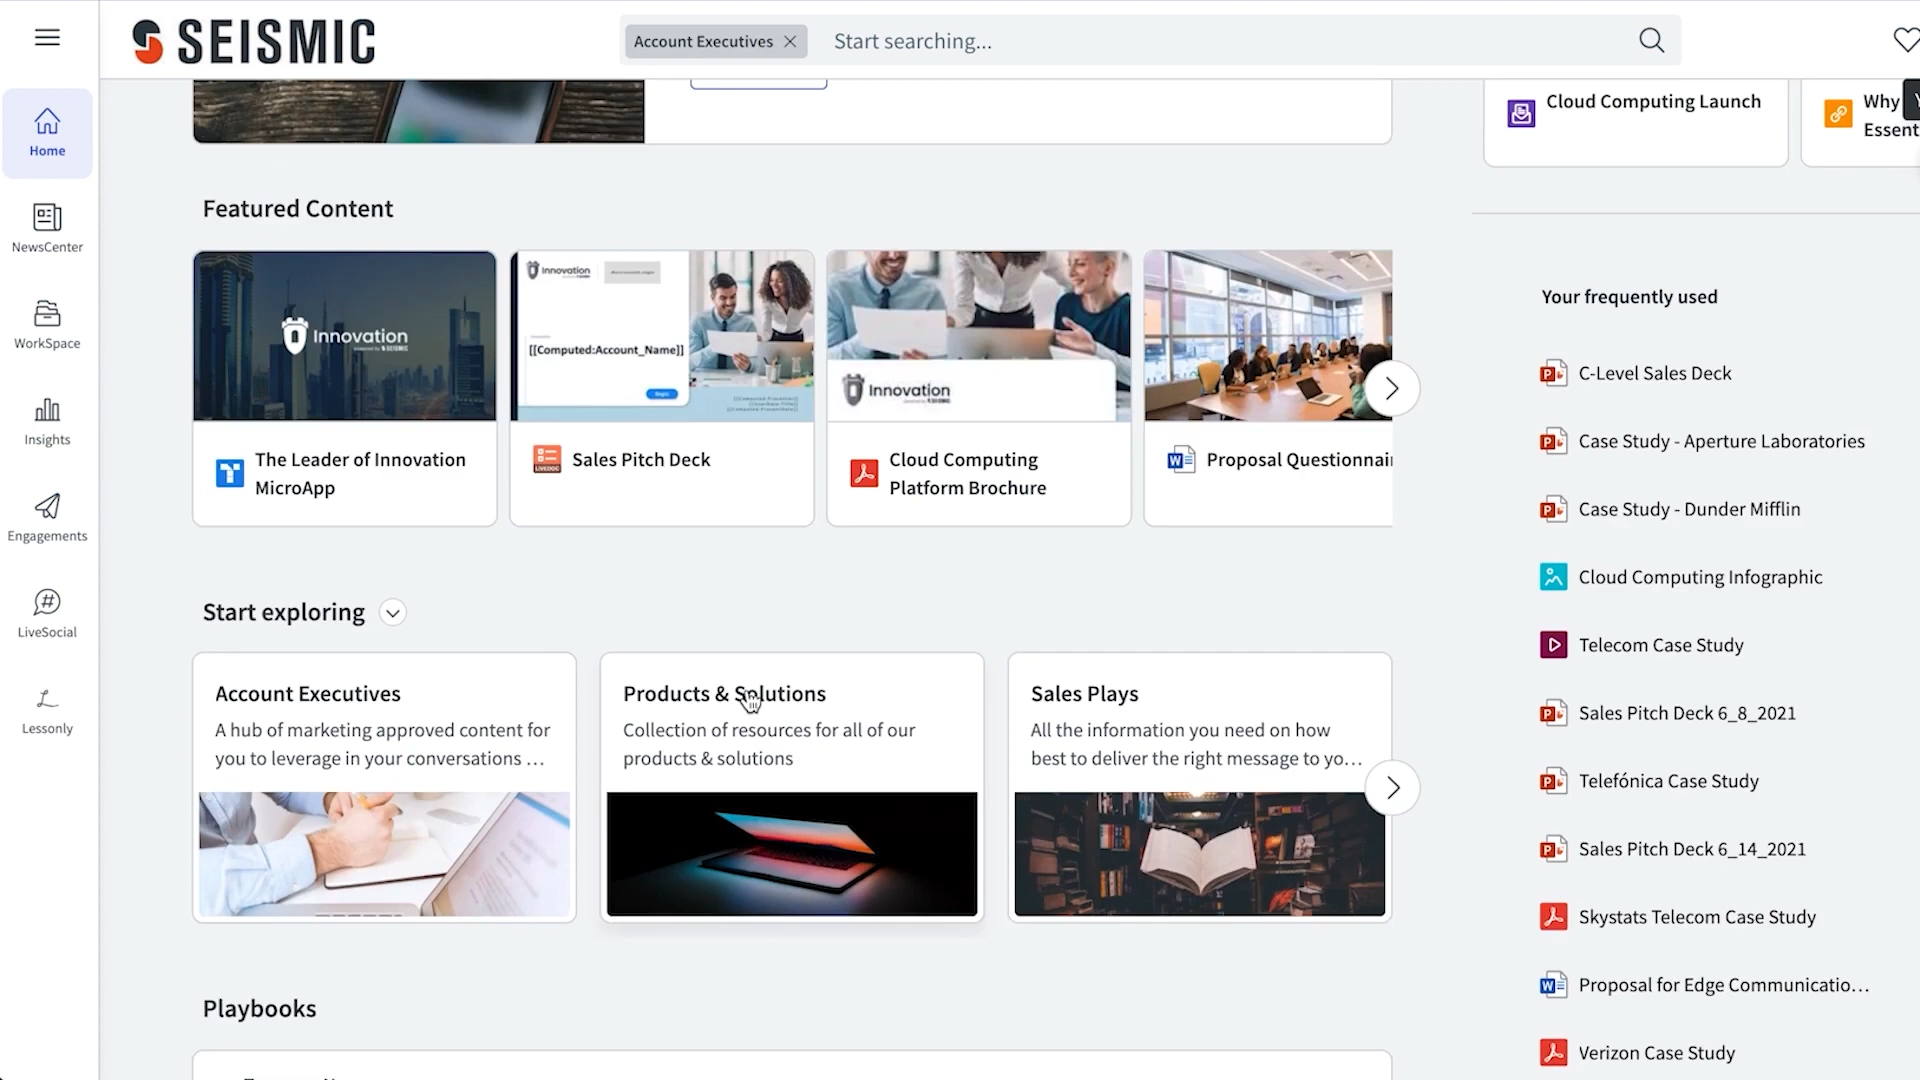 SEISMIC
Account Executives
Start searching...
Home
NewsCenter
WorkSpace
Insights
Engagements
LiveSocial
Lessonly
Cloud Computing Launch
Why
Essent
Featured Content
Innovation
Innovation
[[Computed:Account_Name]]
Innovation
The Leader of Innovation
MicroApp
Sales Pitch Deck
Cloud Computing
Platform Brochure
Proposal Questionnai
Start exploring
Account Executives
A hub of marketing approved content for
you to leverage in your conversations ...
Products & Solutions
Collection of resources for all of our
products & solutions
Sales Plays
All the information you need on how
best to deliver the right message to yo...
Playbooks
Your frequently used
C-Level Sales Deck
Case Study - Aperture Laboratories
Case Study - Dunder Mifflin
Cloud Computing Infographic
Telecom Case Study
Sales Pitch Deck 6_8_2021
Telefónica Case Study
Sales Pitch Deck 6_14_2021
Skystats Telecom Case Study
Proposal for Edge Communicatio...
Verizon Case Study